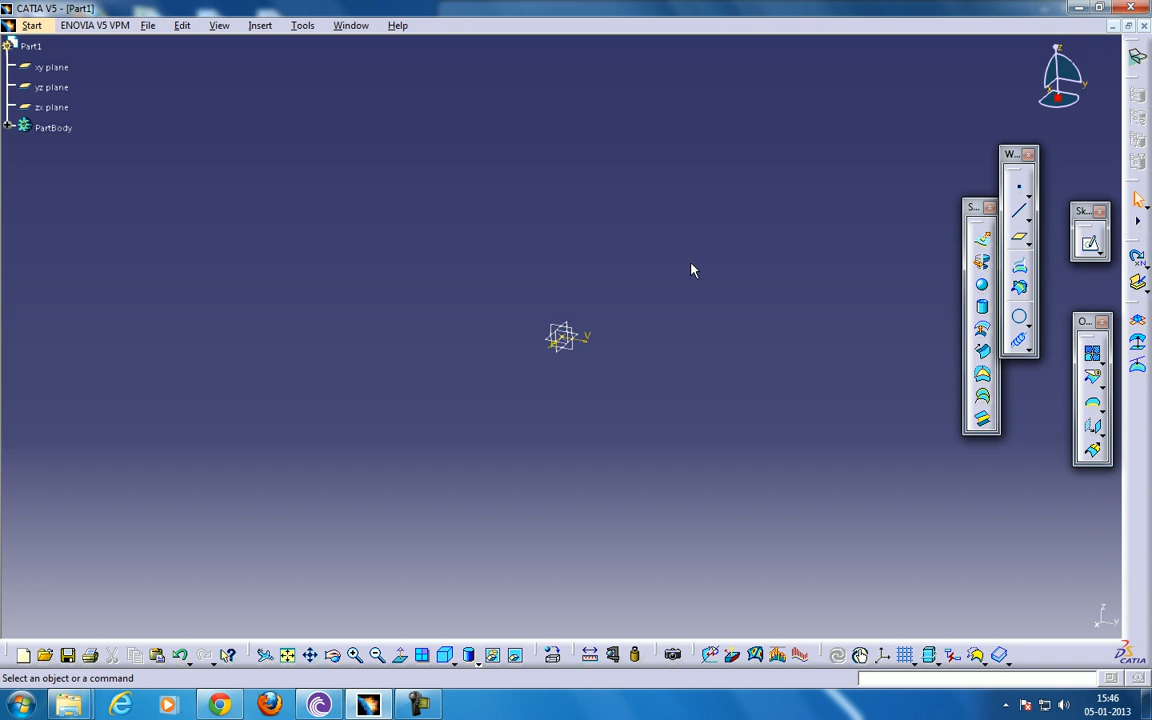 CATIA V5 - [Part1]
Start ENOVIA V5 VPM File Edit View Insert Tools Window Help
Part1
xy plane
yz plane
zx plane
PartBody
z
y
W...
S...
Sk...
O...
y
z
x y
CATIA
Select an object or a command
15:46
05-01-2013